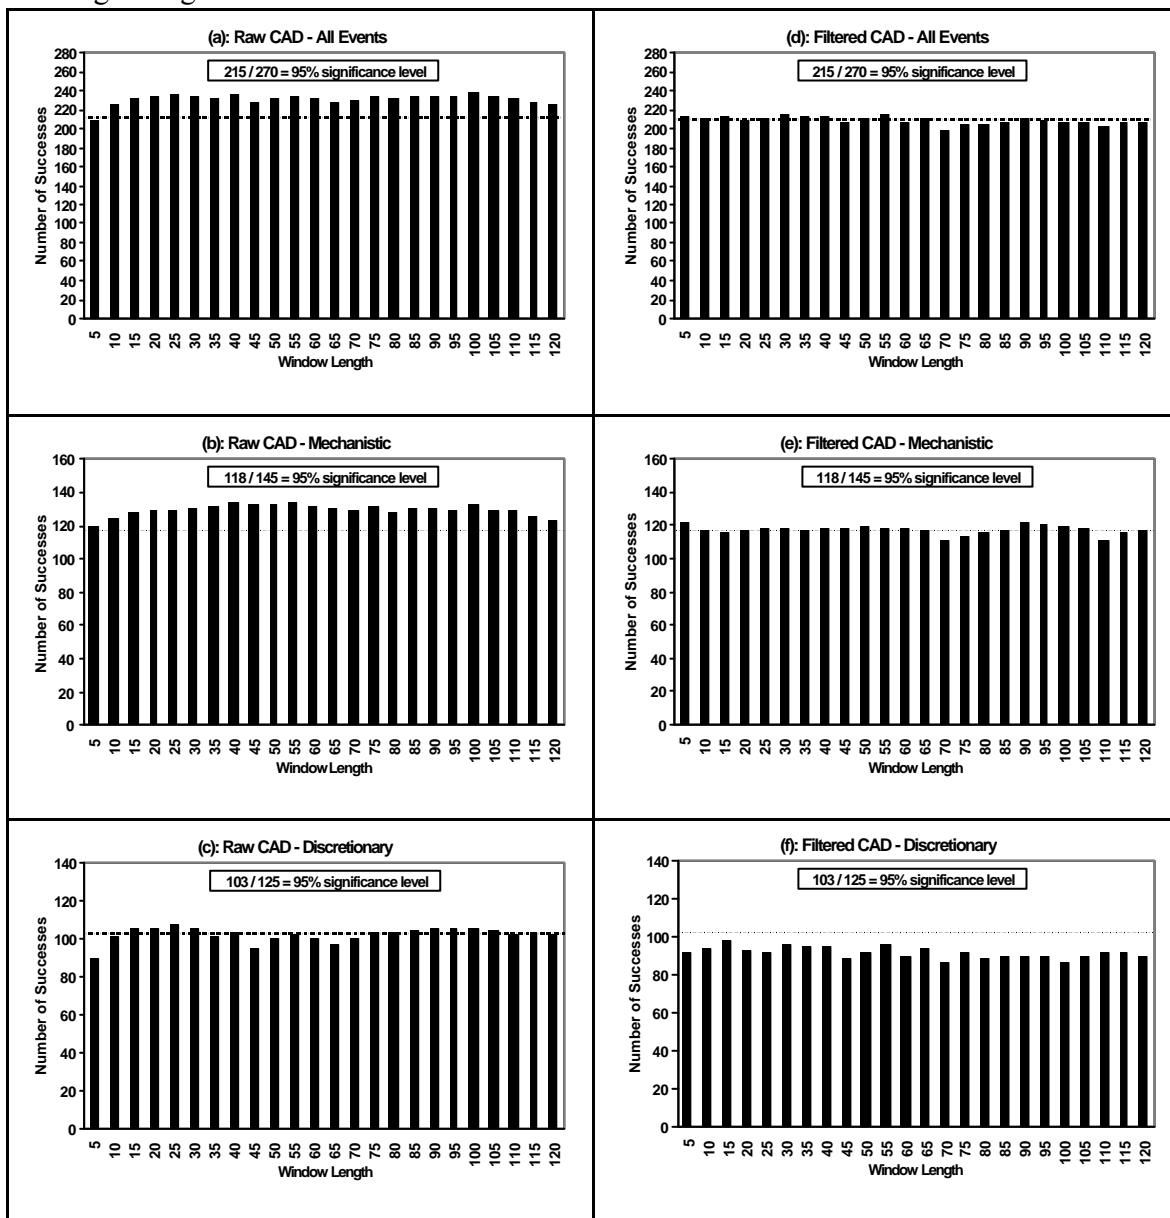 (a): Raw CAD - All Events
215 / 270 = 95% significance level
Number of Successes
280
260
240
220
200
180
160
140
120
100
80
60
40
20
0
5 10 15 20 25 30 35 40 45 50 55 60 65 70 75 80 85 90 95 100 105 110 115 120
Window Length
(d): Filtered CAD - All Events
215 / 270 = 95% significance level
Number of Successes
280
260
240
220
200
180
160
140
120
100
80
60
40
20
0
5 10 15 20 25 30 35 40 45 50 55 60 65 70 75 80 85 90 95 100 105 110 115 120
Window Length
(b): Raw CAD - Mechanistic
118 / 145 = 95% significance level
Number of Successes
160
140
120
100
80
60
40
20
0
5 10 15 20 25 30 35 40 45 50 55 60 65 70 75 80 85 90 95 100 105 110 115 120
Window Length
(e): Filtered CAD - Mechanistic
118 / 145 = 95% significance level
Number of Successes
160
140
120
100
80
60
40
20
0
5 10 15 20 25 30 35 40 45 50 55 60 65 70 75 80 85 90 95 100 105 110 115 120
Window Length
(c): Raw CAD - Discretionary
103 / 125 = 95% significance level
Number of Successes
140
120
100
80
60
40
20
0
5 10 15 20 25 30 35 40 45 50 55 60 65 70 75 80 85 90 95 100 105 110 115 120
Window Length
(f): Filtered CAD - Discretionary
103 / 125 = 95% significance level
Number of Successes
140
120
100
80
60
40
20
0
5 10 15 20 25 30 35 40 45 50 55 60 65 70 75 80 85 90 95 100 105 110 115 120
Window Length